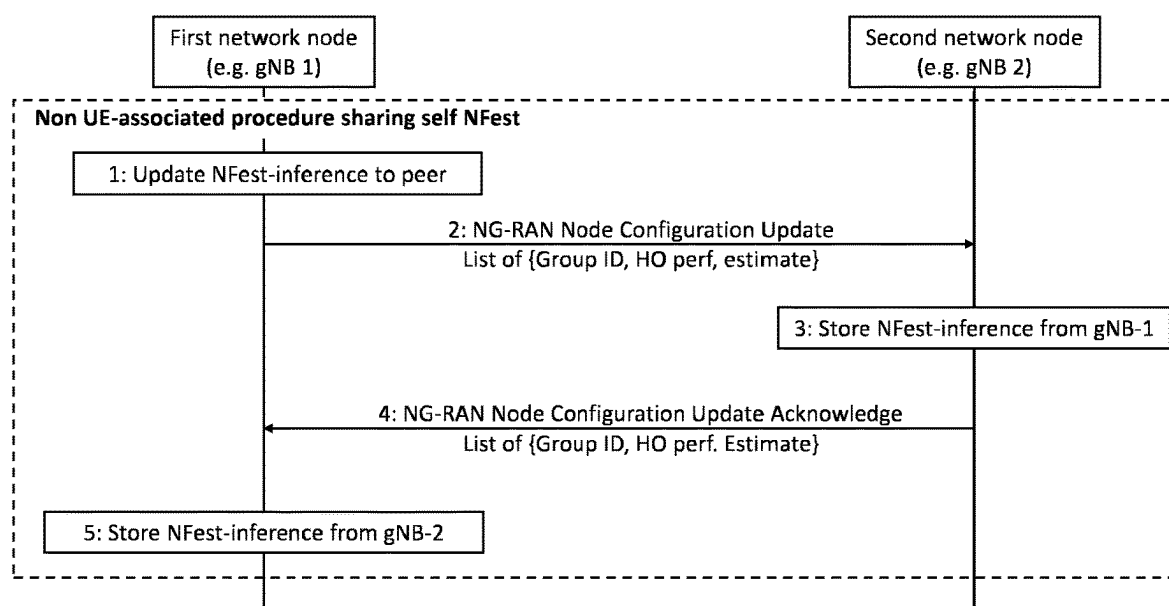 First network node
(e.g. gNB 1)
Second network node
(e.g. gNB 2)
Non UE-associated procedure sharing self NFest
1: Update NFest-inference to peer
2: NG-RAN Node Configuration Update
List of {Group ID, HO perf, estimate}
3: Store NFest-inference from gNB-1
4: NG-RAN Node Configuration Update Acknowledge
List of {Group ID, HO perf. Estimate}
5: Store NFest-inference from gNB-2